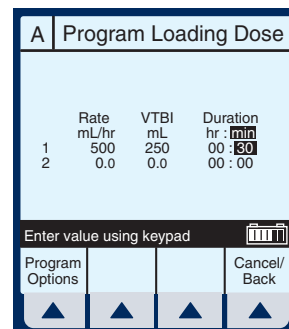 A Program Loading Dose
Rate VTBI Duration
mL/hr mL hr : min
1 500 250 00 : 30
2 0.0 0.0 00 : 00
Enter value using keypad
Program Cancel/
Options Back